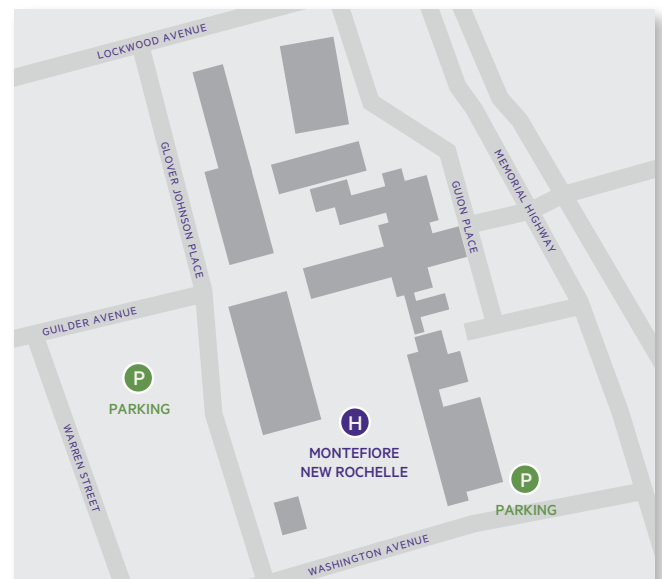 LOCKWOOD AVENUE
GLOVER JOHNSON PLACE
GUION PLACE
MEMORIAL HIGHWAY
GUILDER AVENUE
P
PARKING
WARREN STREET
H
MONTEFIORE
NEW ROCHELLE
P
PARKING
WASHINGTON AVENUE